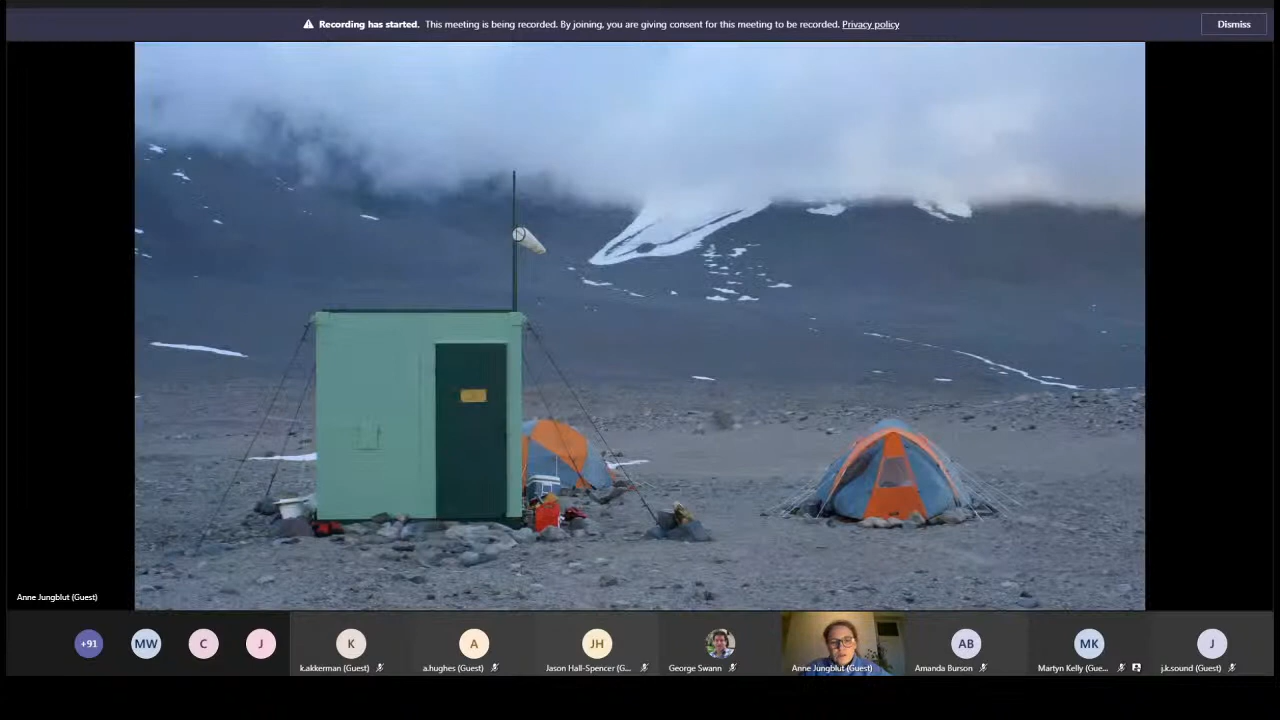 Recording has started. This meeting is being recorded. By joining, you are giving consent for this meeting to be recorded. Privacy policy
Dismiss
Anne Jungblut (Guest)
+91
MW
C
J
K
k.akkerman (Guest)
A
a.hughes (Guest)
JH
Jason Hall-Spencer (G...
George Swann
Anne Jungblut (Guest)
AB
Amanda Burson
MK
Martyn Kelly (Gue...
J
j.k.sound (Guest)